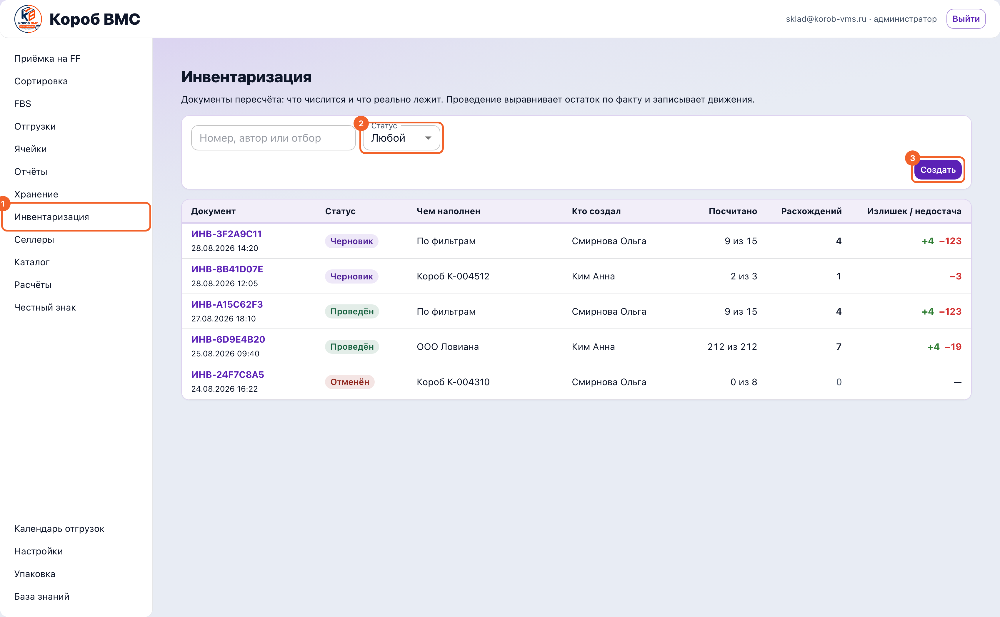 КОРОБ ВМС
Короб ВМС
sklad@korob-vms.ru · администратор
Выйти
Приёмка на FF
Сортировка
FBS
Отгрузки
Ячейки
Отчёты
Хранение
1
Инвентаризация
Селлеры
Каталог
Расчёты
Честный знак
Календарь отгрузок
Настройки
Упаковка
База знаний
Инвентаризация
Документы пересчёта: что числится и что реально лежит. Проведение выравнивает остаток по факту и записывает движения.
Номер, автор или отбор
2
Статус
Любой
3
Создать
Документ Статус Чем наполнен Кто создал Посчитано Расхождений Излишек / недостача
ИНВ-3F2A9C11
28.08.2026 14:20
Черновик По фильтрам Смирнова Ольга 9 из 15 4 +4 −123
ИНВ-8B41D07E
28.08.2026 12:05
Черновик Короб К-004512 Ким Анна 2 из 3 1 −3
ИНВ-A15C62F3
27.08.2026 18:10
Проведён По фильтрам Смирнова Ольга 9 из 15 4 +4 −123
ИНВ-6D9E4B20
25.08.2026 09:40
Проведён ООО Ловиана Ким Анна 212 из 212 7 +4 −19
ИНВ-24F7C8A5
24.08.2026 16:22
Отменён Короб К-004310 Смирнова Ольга 0 из 8 0 —